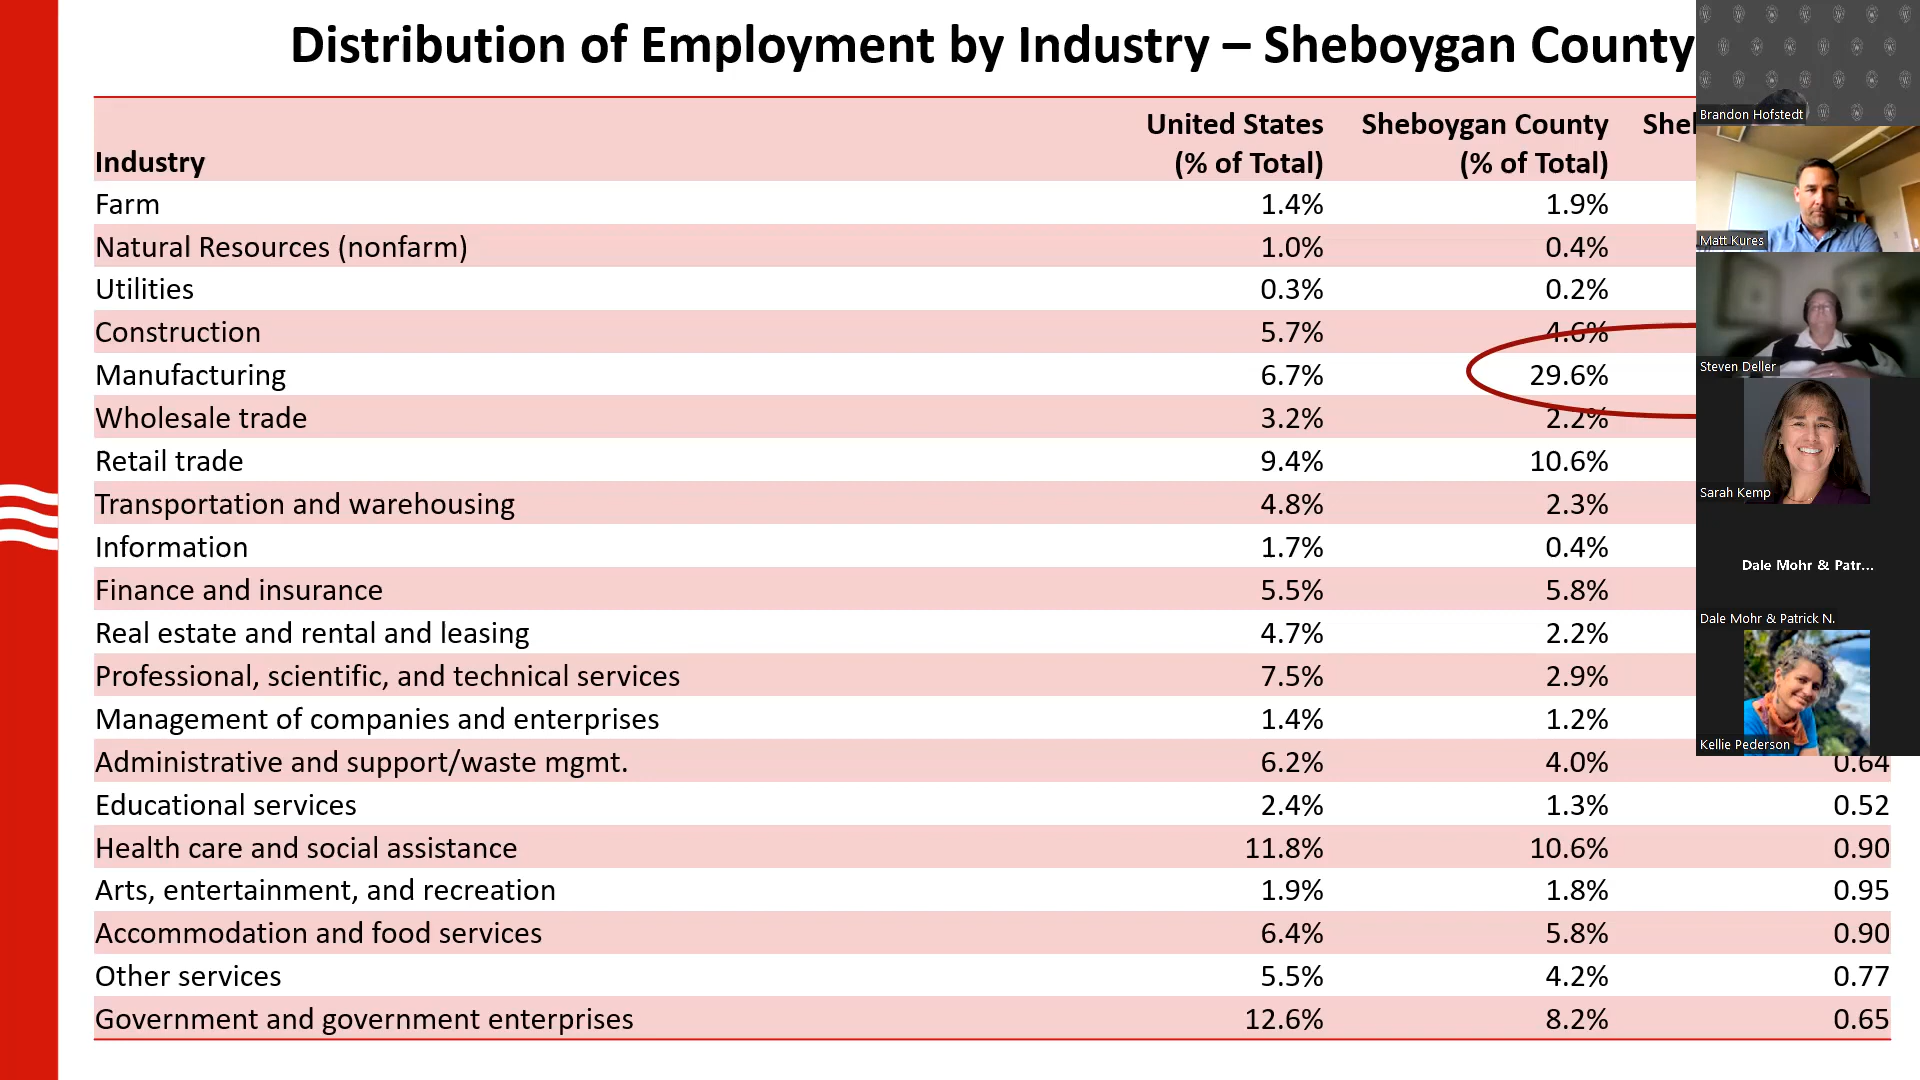 Distribution of Employment by Industry – Sheboygan County
United States Sheboygan County
Industry (% of Total) (% of Total)
Farm 1.4% 1.9%
Natural Resources (nonfarm) 1.0% 0.4%
Utilities 0.3% 0.2%
Construction 5.7% 4.6%
Manufacturing 6.7% 29.6%
Wholesale trade 3.2% 2.2%
Retail trade 9.4% 10.6%
Transportation and warehousing 4.8% 2.3%
Information 1.7% 0.4%
Finance and insurance 5.5% 5.8%
Real estate and rental and leasing 4.7% 2.2%
Professional, scientific, and technical services 7.5% 2.9%
Management of companies and enterprises 1.4% 1.2%
Administrative and support/waste mgmt. 6.2% 4.0% 0.64
Educational services 2.4% 1.3% 0.52
Health care and social assistance 11.8% 10.6% 0.90
Arts, entertainment, and recreation 1.9% 1.8% 0.95
Accommodation and food services 6.4% 5.8% 0.90
Other services 5.5% 4.2% 0.77
Government and government enterprises 12.6% 8.2% 0.65
Brandon Hofstedt
Matt Kures
Steven Deller
Sarah Kemp
Dale Mohr & Patr...
Dale Mohr & Patrick N.
Kellie Pederson